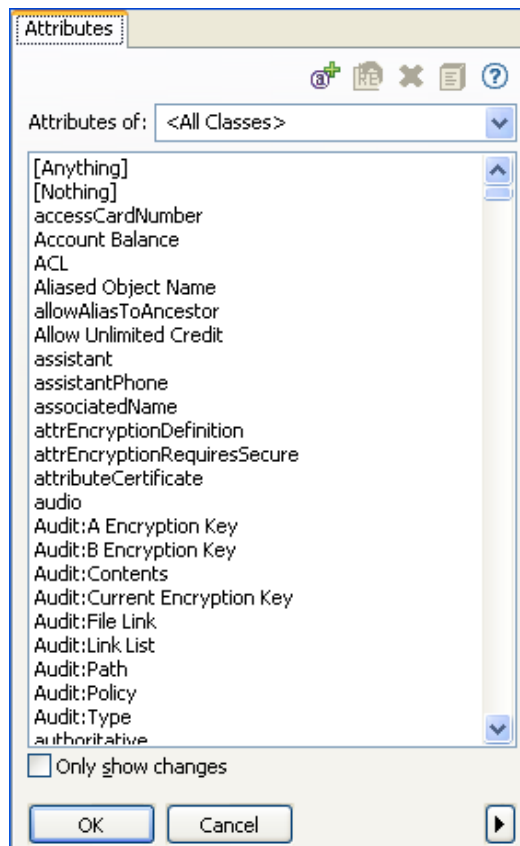 Attributes
Attributes of: <All Classes>
[Anything]
[Nothing]
accessCardNumber
Account Balance
ACL
Aliased Object Name
allowAliasToAncestor
Allow Unlimited Credit
assistant
assistantPhone
associatedName
attrEncryptionDefinition
attrEncryptionRequiresSecure
attributeCertificate
audio
Audit:A Encryption Key
Audit:B Encryption Key
Audit:Contents
Audit:Current Encryption Key
Audit:File Link
Audit:Link List
Audit:Path
Audit:Policy
Audit:Type
authoritative
Only show changes
OK Cancel